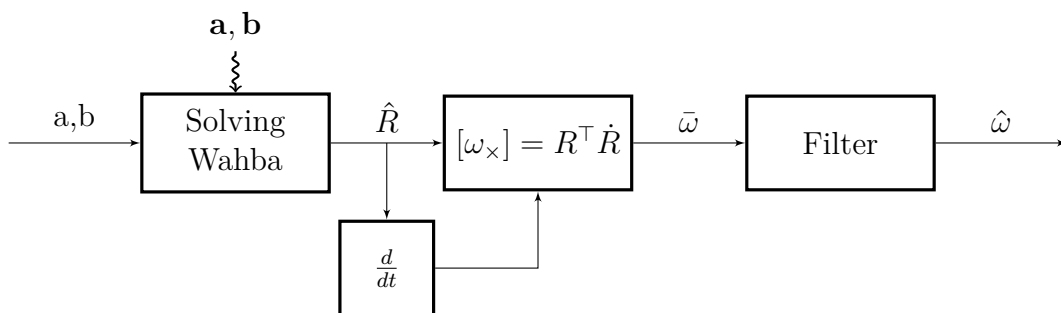 𝐚, 𝐛
a,b
Solving
Wahba
R̂
[ω×] = R⊤Ṙ
ω̄
Filter
ω̂
d/dt